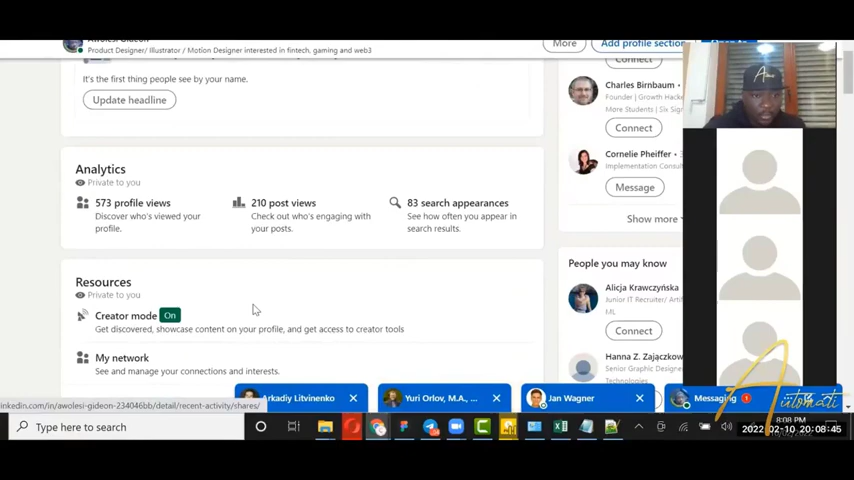 Awolesi Gideon
Product Designer/ Illustrator / Motion Designer interested in fintech, gaming and web3
More
Add profile section
It's the first thing people see by your name.
Update headline
Connect
Charles Birnbaum •
Founder | Growth Hacke
More Students | Six Sig
Connect
Cornelie Pheiffer •
Implementation Consult
Message
Show more
Analytics
Private to you
573 profile views
Discover who's viewed your
profile.
210 post views
Check out who's engaging with
your posts.
83 search appearances
See how often you appear in
search results.
Resources
Private to you
Creator mode On
Get discovered, showcase content on your profile, and get access to creator tools
My network
See and manage your connections and interests.
People you may know
Alicja Krawczyńska
Junior IT Recruiter/ Artif
ML
Connect
Hanna Z. Zajączkow
Senior Graphic Designer
Technologies
Arkadiy Litvinenko
Yuri Orlov, M.A., ...
Jan Wagner
Messaging 1
linkedin.com/in/awolesi-gideon-234046bb/detail/recent-activity/shares/
Automati
Type here to search
8:08 PM
2022-02-10 20:08:45